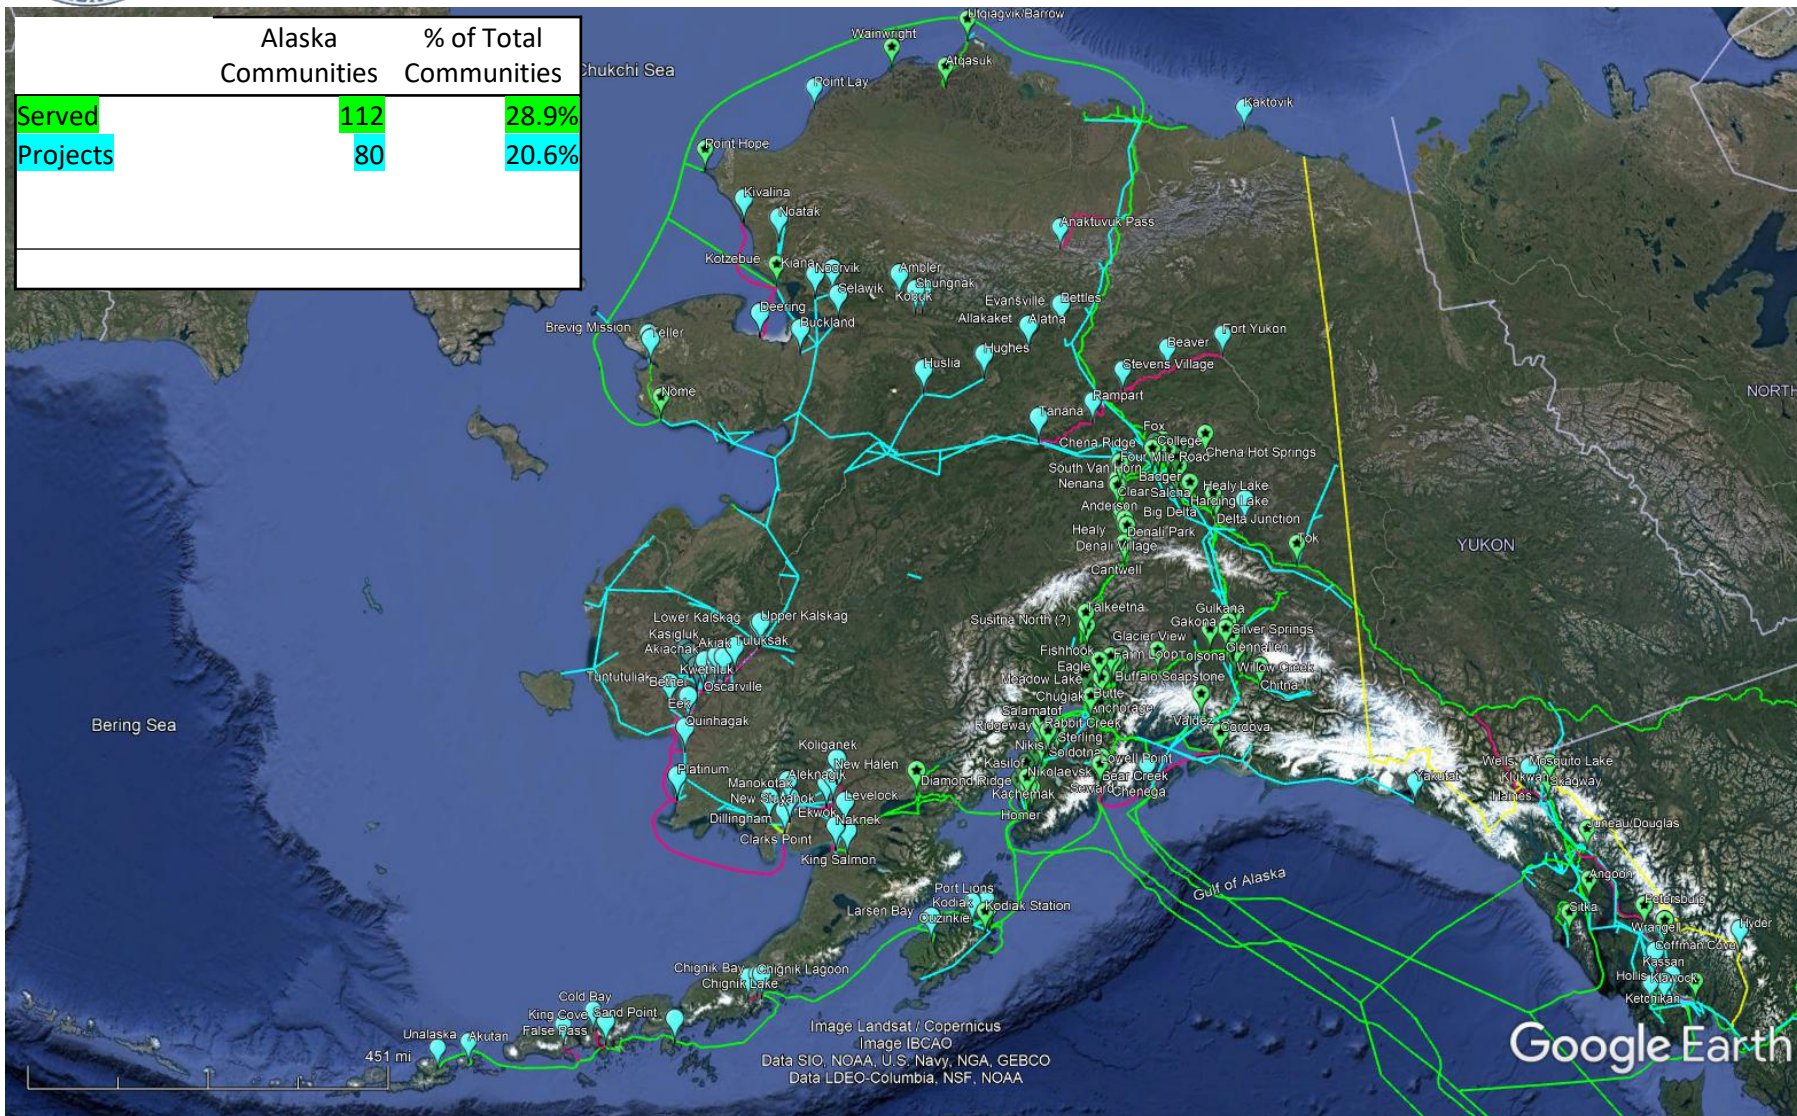 Alaska Communities
% of Total Communities
Served 112 28.9%
Projects 80 20.6%
Chukchi Sea
Utqiagvik/Barrow
Wainwright
Atqasuk
Point Lay
Kaktovik
Point Hope
Kivalina
Noatak
Anaktuvuk Pass
Kotzebue
Kiana
Noorvik
Ambler
Shungnak
Kobuk
Selawik
Deering
Buckland
Evansville
Bettles
Allakaket
Alatna
Brevig Mission
Teller
Hughes
Huslia
Fort Yukon
Beaver
Stevens Village
Nome
Rampart
Tanana
NORTH
Fox
Chena Ridge
College
Chena Hot Springs
Four Mile Road
South Van Horn
Nenana
Badger
Healy Lake
Clear
Salcha
Harding Lake
Anderson
Big Delta
Delta Junction
Healy
Denali Park
Denali Village
Tok
YUKON
Cantwell
Talkeetna
Susitna North (?)
Gulkana
Gakona
Silver Springs
Glacier View
Glennallen
Fishhook
Farm Loop
Tolsona
Eagle
Willow Creek
Meadow Lake
Buffalo Soapstone
Chitna
Chugiak
Butte
Anchorage
Salamatof
Ridgeway
Rabbit Creek
Valdez
Cordova
Sterling
Nikis
Soldotna
Kasilof
Lowell Point
Nikolaevsk
Bear Creek
Diamond Ridge
Seward
Chenega
Kachemak
Homer
Lower Kalskag
Upper Kalskag
Kasigluk
Akiak
Tuluksak
Akiachak
Kwethluk
Tuntutuliak
Bethel
Oscarville
Eek
Quinhagak
Bering Sea
Koliganek
New Halen
Platinum
Aleknagik
Manokotak
New Stuyahok
Levelock
Ekwok
Dillingham
Naknek
Clarks Point
King Salmon
Yakutat
Wells
Mosquito Lake
Klukwan
Skagway
Haines
Juneau/Douglas
Gulf of Alaska
Angoon
Port Lions
Kodiak
Kodiak Station
Larsen Bay
Ouzinkie
Sitka
Petersburg
Wrangell
Hyder
Coffman Cove
Kassan
Hollis
Klawock
Ketchikan
Chignik Bay
Chignik Lagoon
Chignik Lake
Cold Bay
King Cove
Sand Point
False Pass
Unalaska
Akutan
451 mi
Image Landsat / Copernicus
Image IBCAO
Data SIO, NOAA, U.S. Navy, NGA, GEBCO
Data LDEO-Columbia, NSF, NOAA
Google Earth